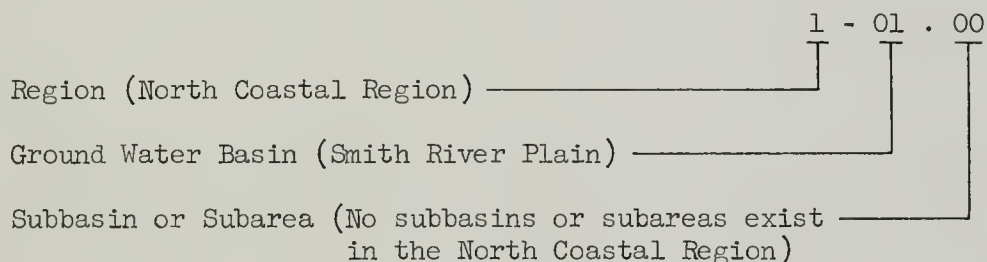 1 - 01 . 00
Region (North Coastal Region)
Ground Water Basin (Smith River Plain)
Subbasin or Subarea (No subbasins or subareas exist
in the North Coastal Region)